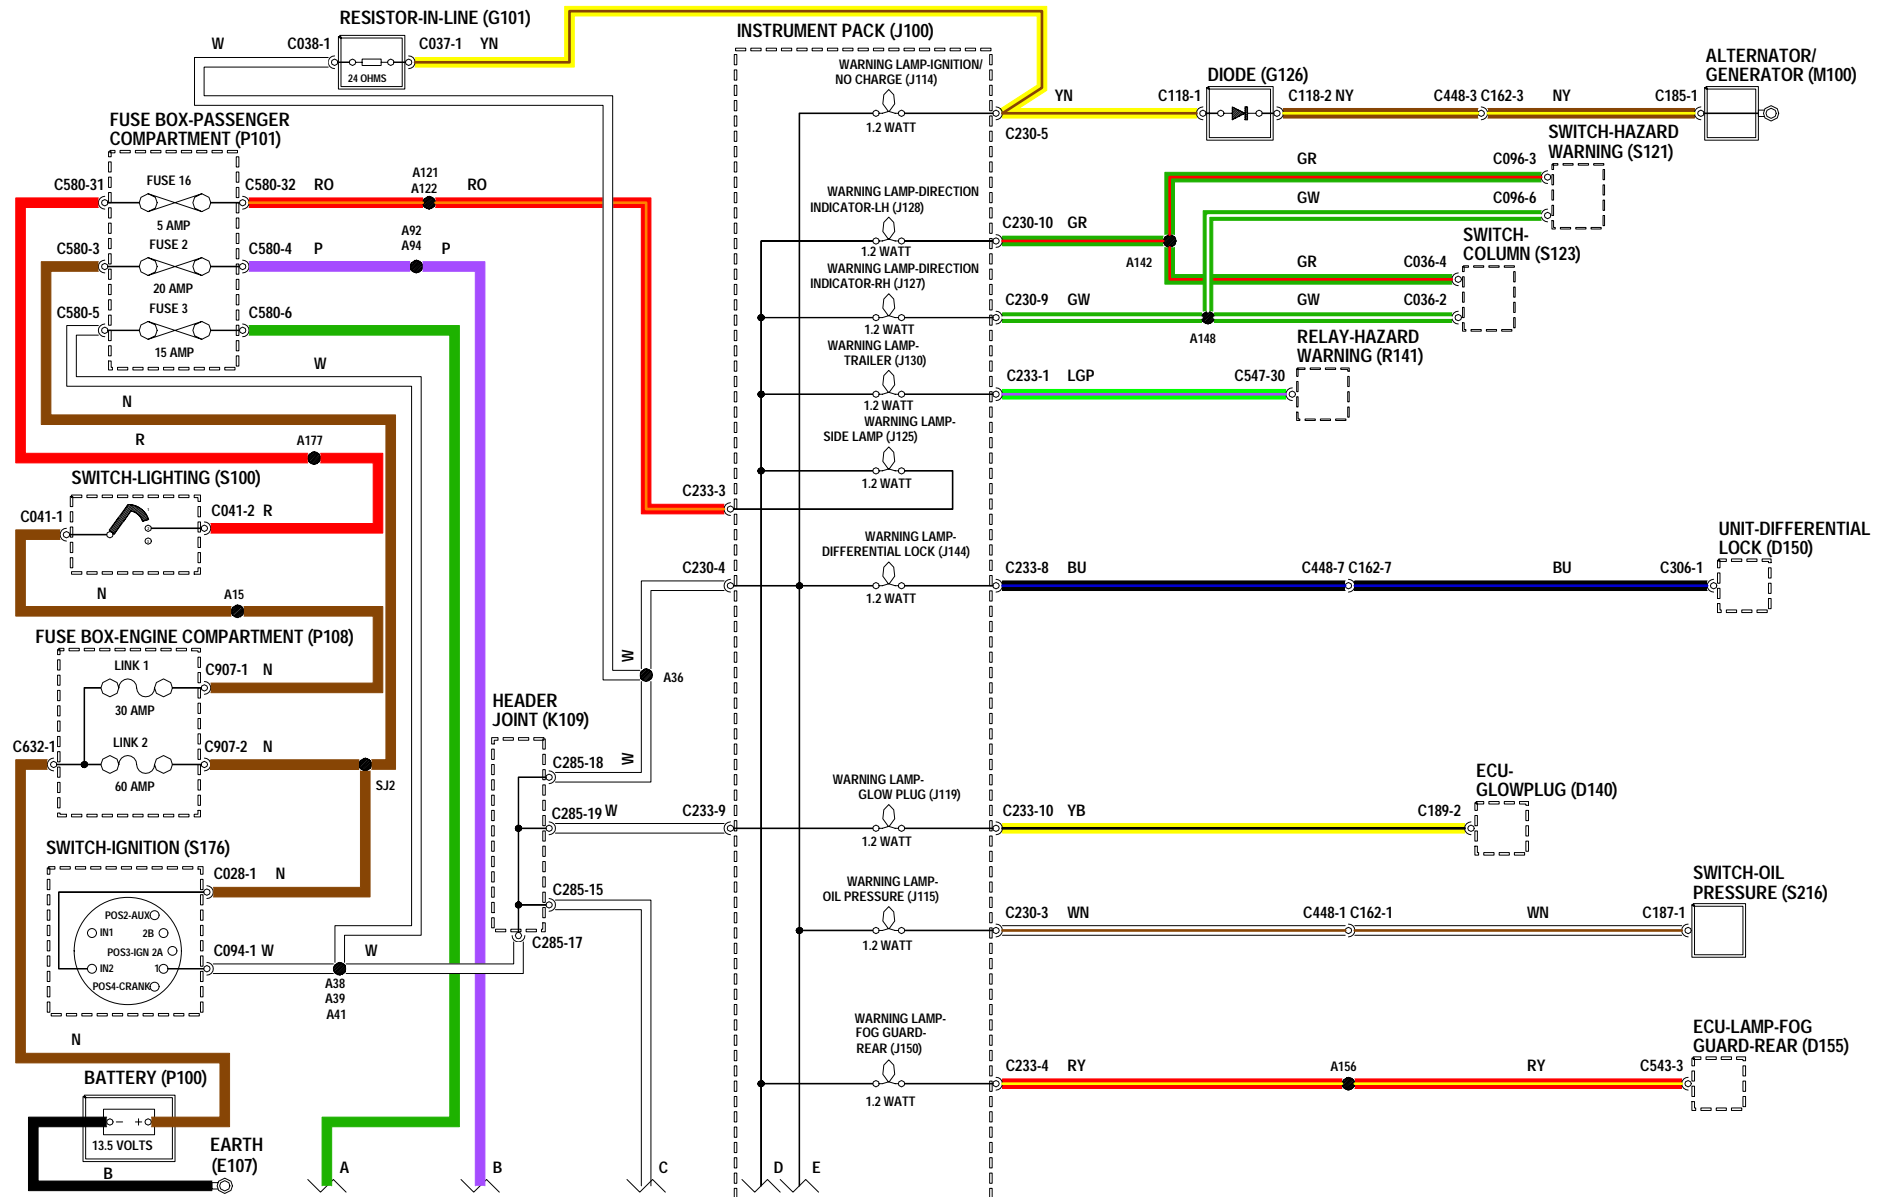 RESISTOR-IN-LINE (G101)
W
C038-1
C037-1
YN
24 OHMS
INSTRUMENT PACK (J100)
WARNING LAMP-IGNITION/
NO CHARGE (J114)
1.2 WATT
YN
C230-5
C118-1
DIODE (G126)
C118-2 NY
C448-3 C162-3
NY
C185-1
ALTERNATOR/
GENERATOR (M100)
FUSE BOX-PASSENGER
COMPARTMENT (P101)
C580-31
FUSE 16
5 AMP
C580-32
RO
A121
A122
RO
C580-3
FUSE 2
20 AMP
C580-4
P
A92
A94
P
C580-5
FUSE 3
15 AMP
C580-6
W
N
R
A177
WARNING LAMP-DIRECTION
INDICATOR-LH (J128)
1.2 WATT
C230-10
GR
A142
GR
C096-3
SWITCH-HAZARD
WARNING (S121)
GW
C096-6
SWITCH-
COLUMN (S123)
GR
C036-4
WARNING LAMP-DIRECTION
INDICATOR-RH (J127)
1.2 WATT
C230-9
GW
A148
GW
C036-2
RELAY-HAZARD
WARNING (R141)
WARNING LAMP-
TRAILER (J130)
1.2 WATT
C233-1
LGP
C547-30
WARNING LAMP-
SIDE LAMP (J125)
1.2 WATT
C233-3
SWITCH-LIGHTING (S100)
C041-1
C041-2 R
N
A15
WARNING LAMP-
DIFFERENTIAL LOCK (J144)
1.2 WATT
C230-4
C233-8
BU
C448-7 C162-7
BU
C306-1
UNIT-DIFFERENTIAL
LOCK (D150)
FUSE BOX-ENGINE COMPARTMENT (P108)
LINK 1
30 AMP
C907-1
N
C632-1
LINK 2
60 AMP
C907-2
N
SJ2
W
A36
W
HEADER
JOINT (K109)
C285-18
C285-19 W
C285-15
C285-17
C233-9
WARNING LAMP-
GLOW PLUG (J119)
1.2 WATT
C233-10
YB
C189-2
ECU-
GLOWPLUG (D140)
SWITCH-IGNITION (S176)
C028-1
N
POS2-AUX
IN1
2B
POS3-IGN 2A
IN2
1
POS4-CRANK
C094-1 W
W
A38
A39
A41
WARNING LAMP-
OIL PRESSURE (J115)
1.2 WATT
C230-3
WN
C448-1 C162-1
WN
C187-1
SWITCH-OIL
PRESSURE (S216)
N
BATTERY (P100)
- +
13.5 VOLTS
B
EARTH
(E107)
WARNING LAMP-
FOG GUARD-
REAR (J150)
1.2 WATT
C233-4
RY
A156
RY
C543-3
ECU-LAMP-FOG
GUARD-REAR (D155)
A
B
C
D
E